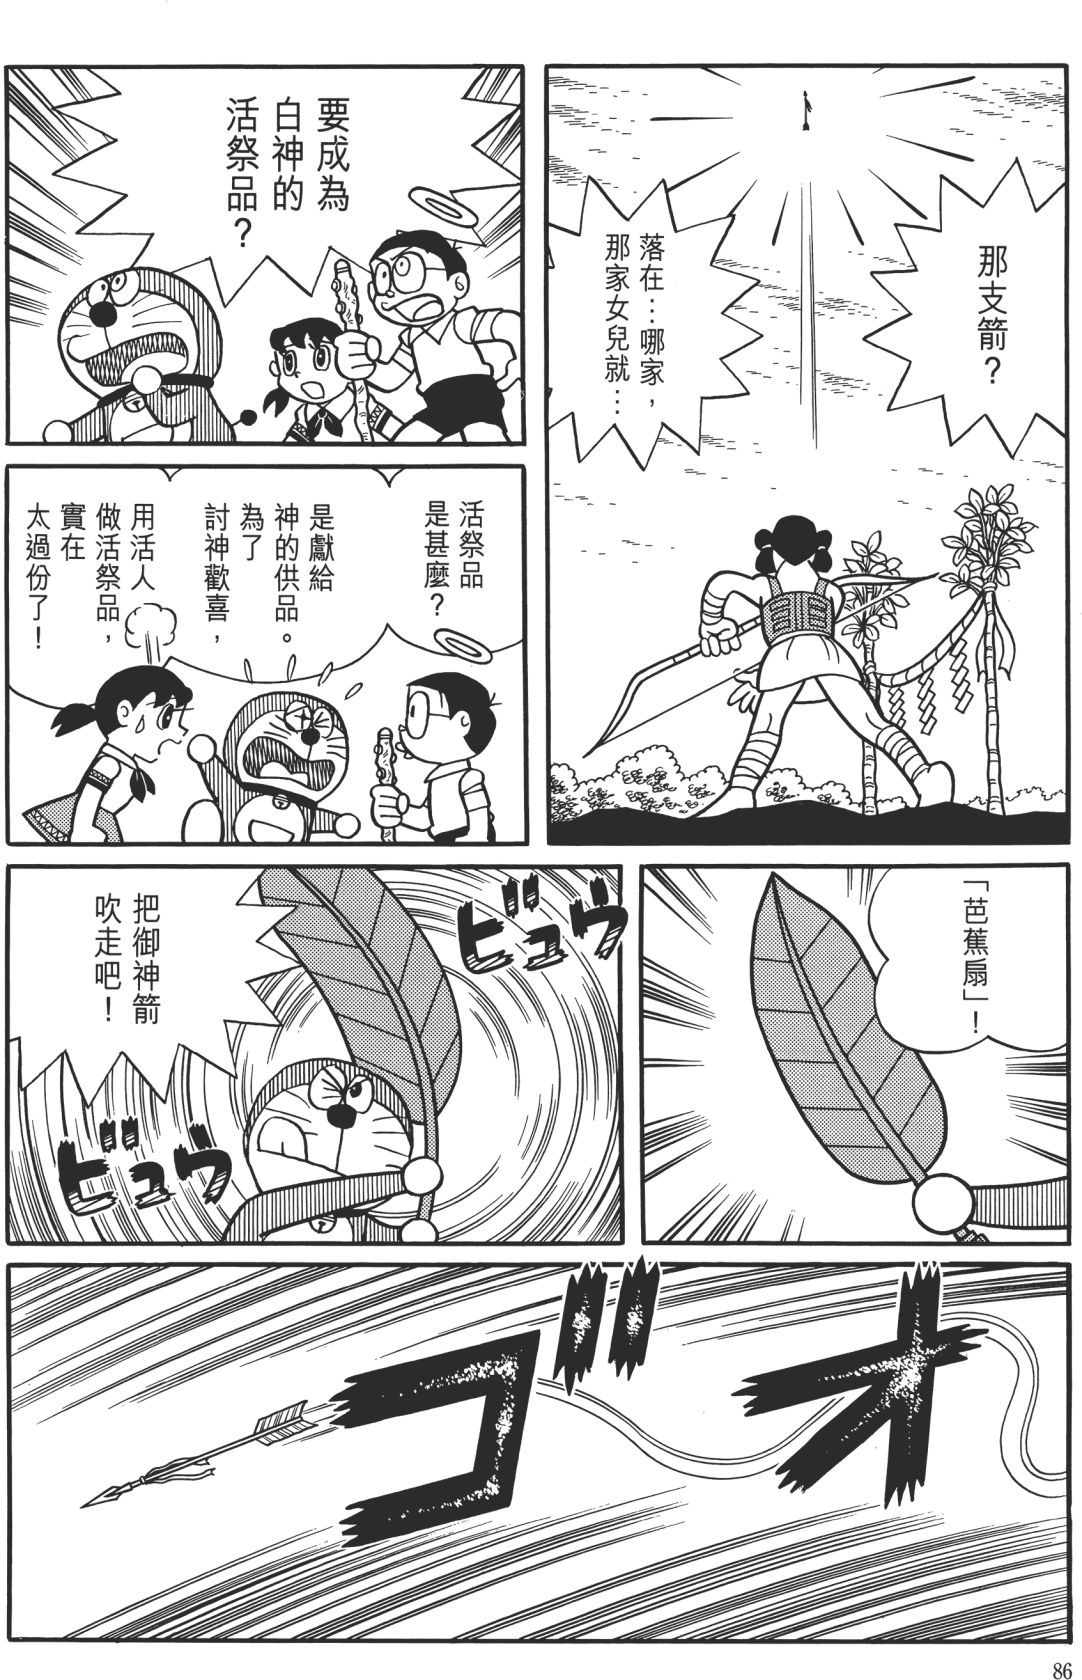 那支箭？
落在…哪家，
那家女兒就…
要成為
白神的
活祭品？
活祭品
是甚麼？
是獻給
神的供品。
為了
討神歡喜，
用活人
做活祭品，
實在
太過份了！
「芭蕉扇」！
把御神箭
吹走吧！
ビュウ
ビュウ
ゴオ
86